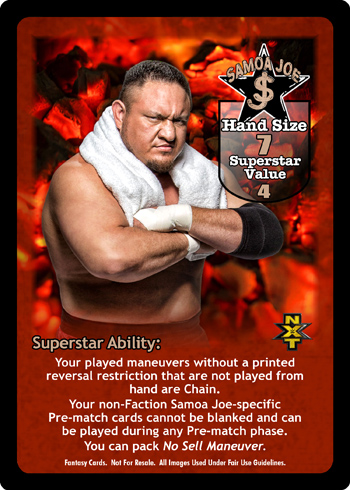 SAMOA JOE
$
Hand Size
7
Superstar
Value
4
NXT
Superstar Ability:
Your played maneuvers without a printed
reversal restriction that are not played from
hand are Chain.
Your non-Faction Samoa Joe-specific
Pre-match cards cannot be blanked and can
be played during any Pre-match phase.
You can pack No Sell Maneuver.
Fantasy Cards. Not For Resale. All Images Used Under Fair Use Guidelines.